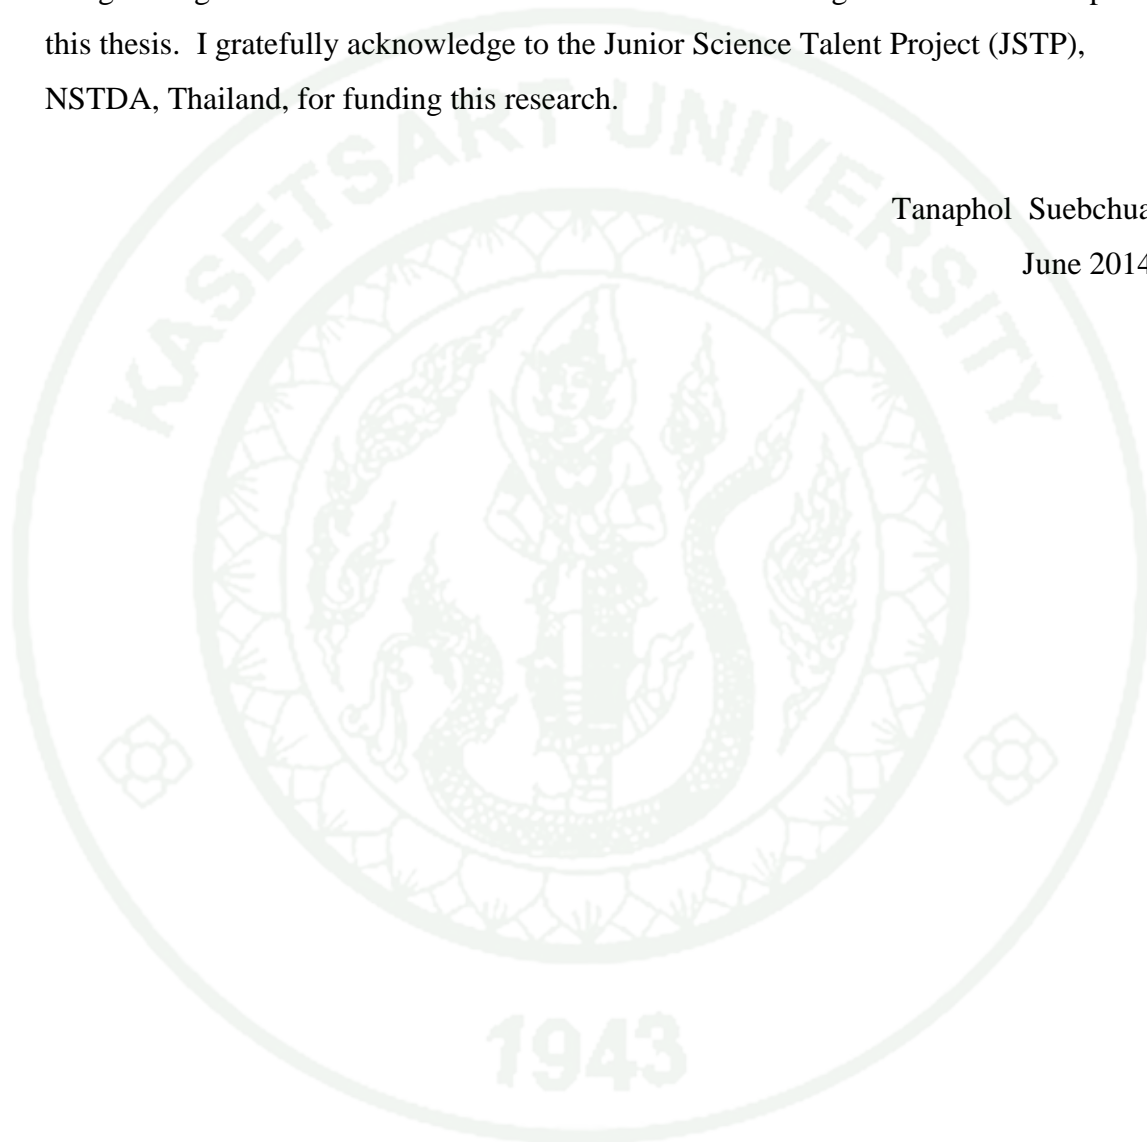 this thesis. I gratefully acknowledge to the Junior Science Talent Project (JSTP),
NSTDA, Thailand, for funding this research.
Tanaphol Suebchua
June 2014
KASETSART UNIVERSITY
1943